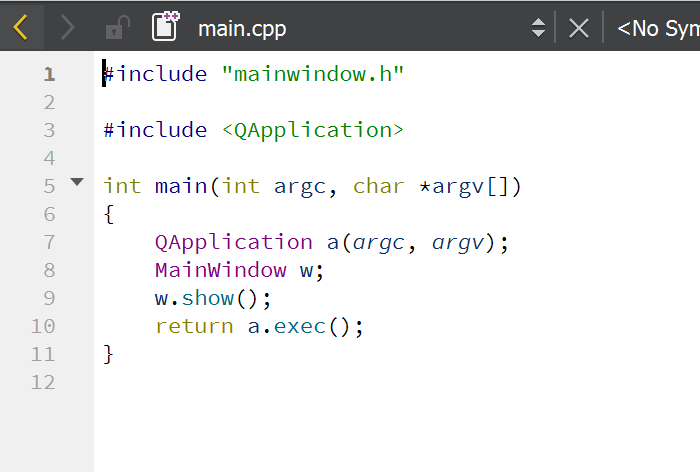 main.cpp
<No Sym
1 #include "mainwindow.h"
2
3 #include <QApplication>
4
5 int main(int argc, char *argv[])
6 {
7     QApplication a(argc, argv);
8     MainWindow w;
9     w.show();
10     return a.exec();
11 }
12